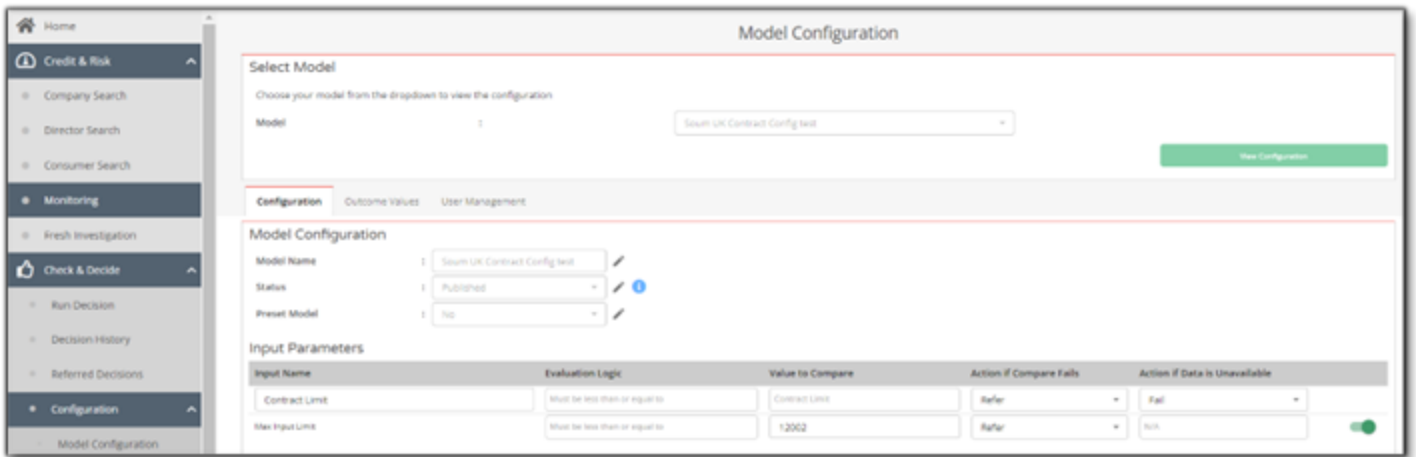 Home
Credit & Risk
Company Search
Director Search
Consumer Search
Monitoring
Fresh Investigation
Check & Decide
Run Decision
Decision History
Referred Decisions
Configuration
Model Configuration
Model Configuration
Select Model
Choose your model from the dropdown to view the configuration
Model : Soum UK Contract Config test
View Configuration
Configuration Outcome Values User Management
Model Configuration
Model Name : Soum UK Contract Config test
Status : Published
Preset Model : No
Input Parameters
Input Name Evaluation Logic Value to Compare Action if Compare Fails Action if Data is Unavailable
Contract Limit Must be less than or equal to Contract Limit Refer Fail
Max Input Limit Must be less than or equal to 12002 Refer N/A